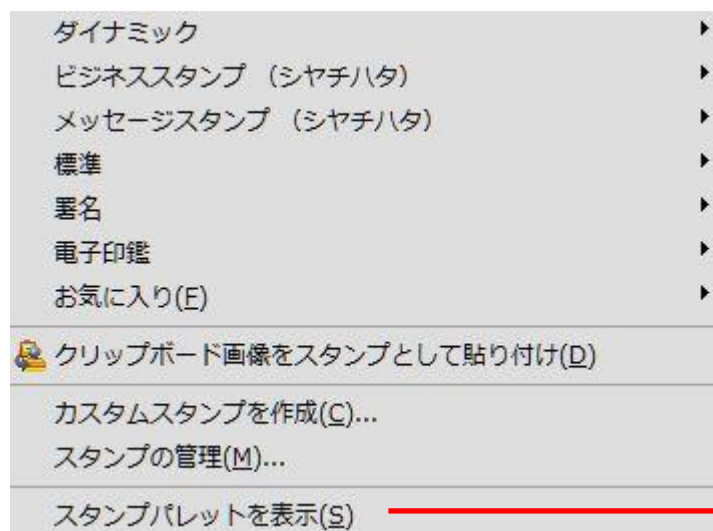 ダイナミック
ビジネススタンプ （シヤチハタ）
メッセージスタンプ （シヤチハタ）
標準
署名
電子印鑑
お気に入り(F)
クリップボード画像をスタンプとして貼り付け(D)
カスタムスタンプを作成(C)...
スタンプの管理(M)...
スタンプパレットを表示(S)